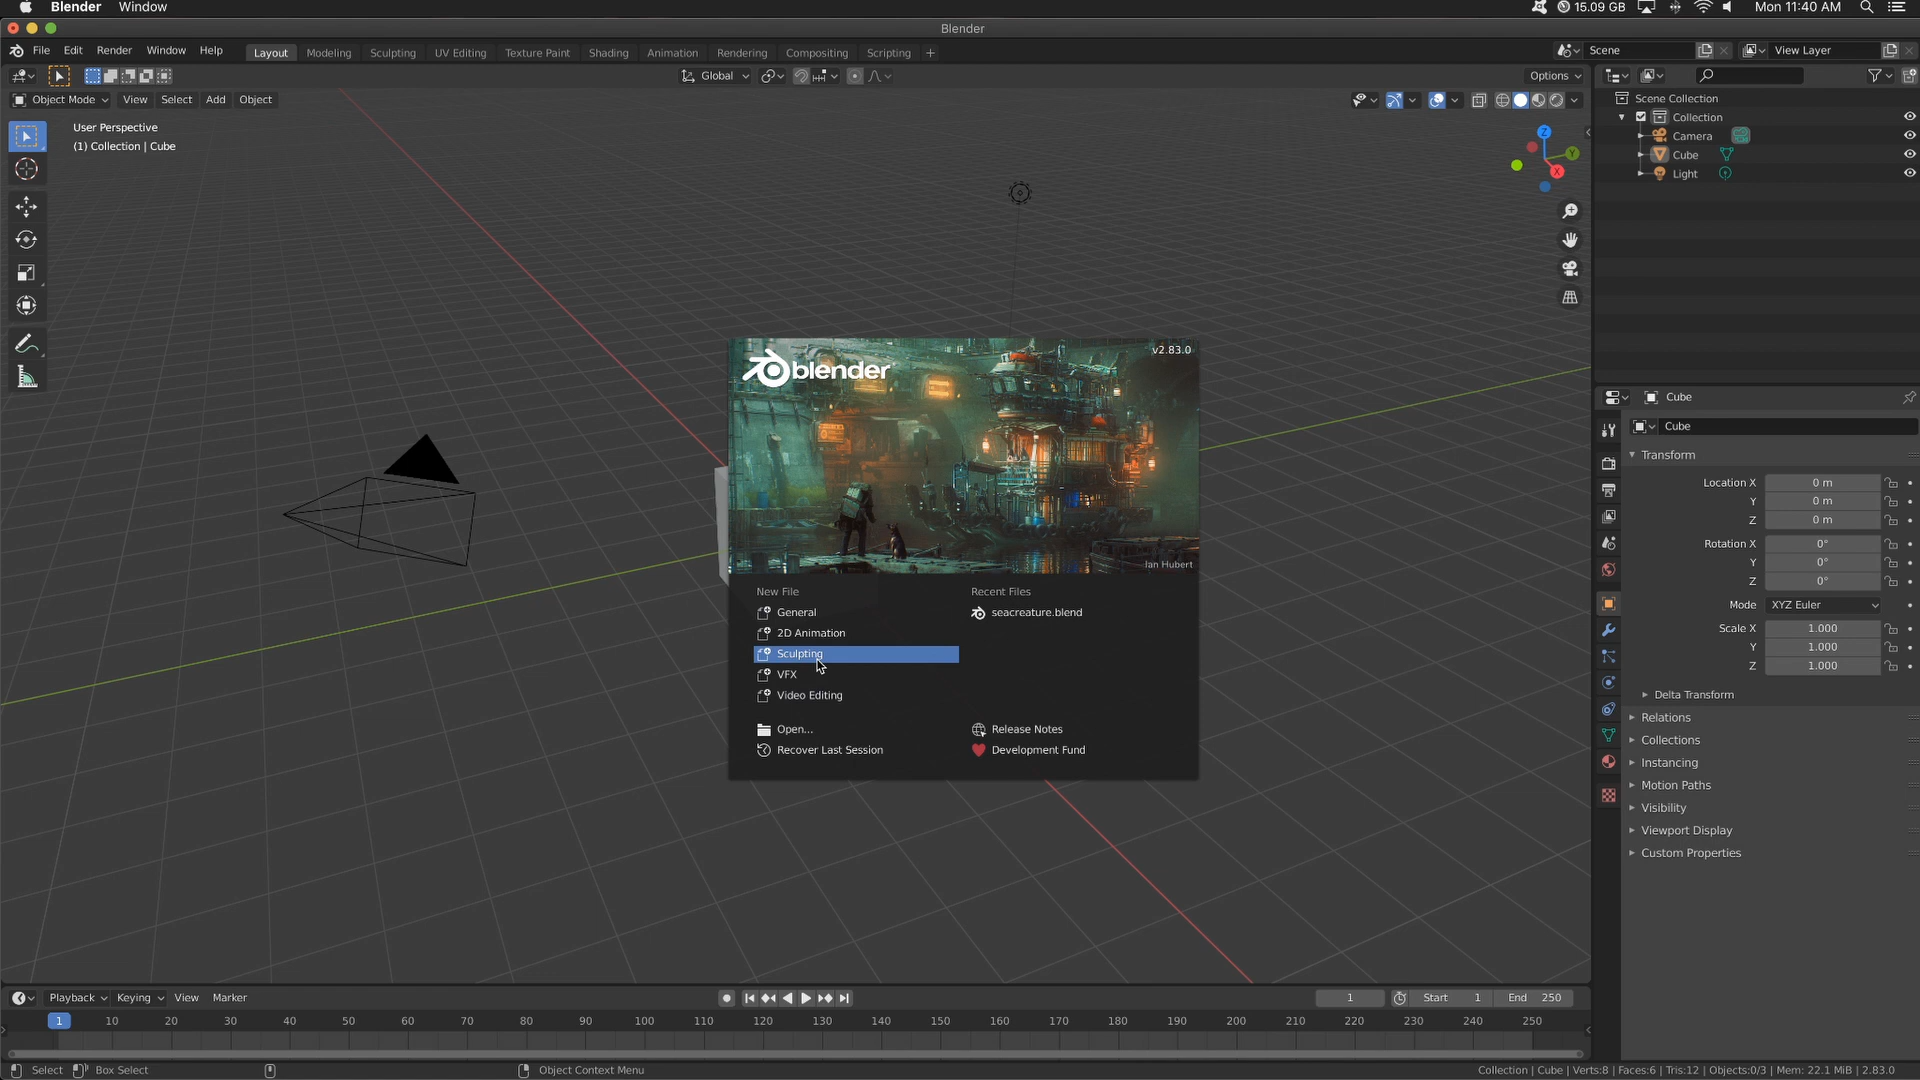 Blender Window 15.09 GB Mon 11:40 AM
Blender
File Edit Render Window Help Layout Modeling Sculpting UV Editing Texture Paint Shading Animation Rendering Compositing Scripting + Scene View Layer
Global Options
Object Mode View Select Add Object
User Perspective
(1) Collection | Cube
Z
Y
X
Scene Collection
Collection
Camera
Cube
Light
blender
v2.83.0
Ian Hubert
New File
General
2D Animation
Sculpting
VFX
Video Editing
Open...
Recover Last Session
Recent Files
seacreature.blend
Release Notes
Development Fund
Cube
Cube
Transform
Location X 0 m
Y 0 m
Z 0 m
Rotation X 0°
Y 0°
Z 0°
Mode XYZ Euler
Scale X 1.000
Y 1.000
Z 1.000
Delta Transform
Relations
Collections
Instancing
Motion Paths
Visibility
Viewport Display
Custom Properties
Playback Keying View Marker 1 Start 1 End 250
1 10 20 30 40 50 60 70 80 90 100 110 120 130 140 150 160 170 180 190 200 210 220 230 240 250
Select Box Select Object Context Menu Collection | Cube | Verts:8 | Faces:6 | Tris:12 | Objects:0/3 | Mem: 22.1 MiB | 2.83.0